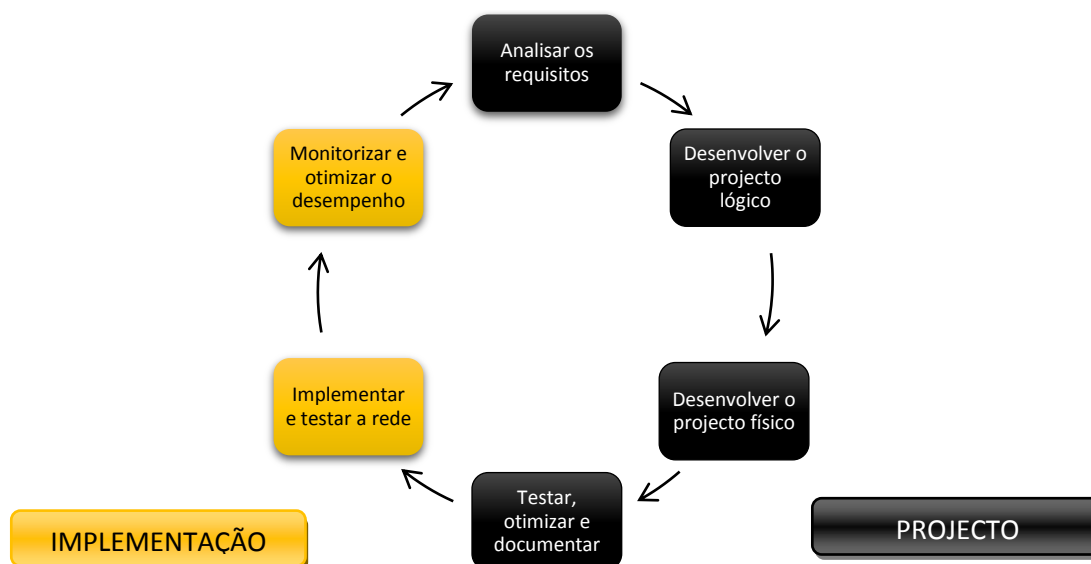 Analisar os
requisitos
Desenvolver o
projecto
lógico
Desenvolver o
projecto físico
Testar,
otimizar e
documentar
Implementar
e testar a rede
Monitorizar e
otimizar o
desempenho
IMPLEMENTAÇÃO
PROJECTO